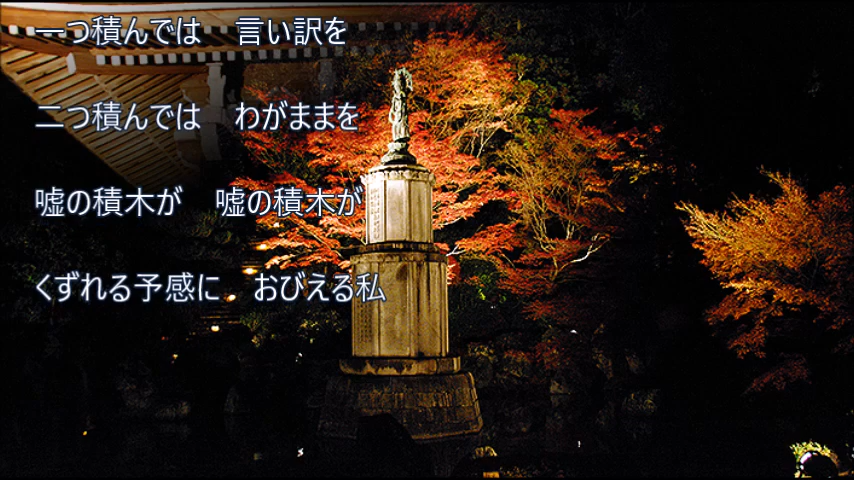 一つ積んでは　言い訳を
二つ積んでは　わがままを
嘘の積木が　嘘の積木が
くずれる予感に　おびえる私